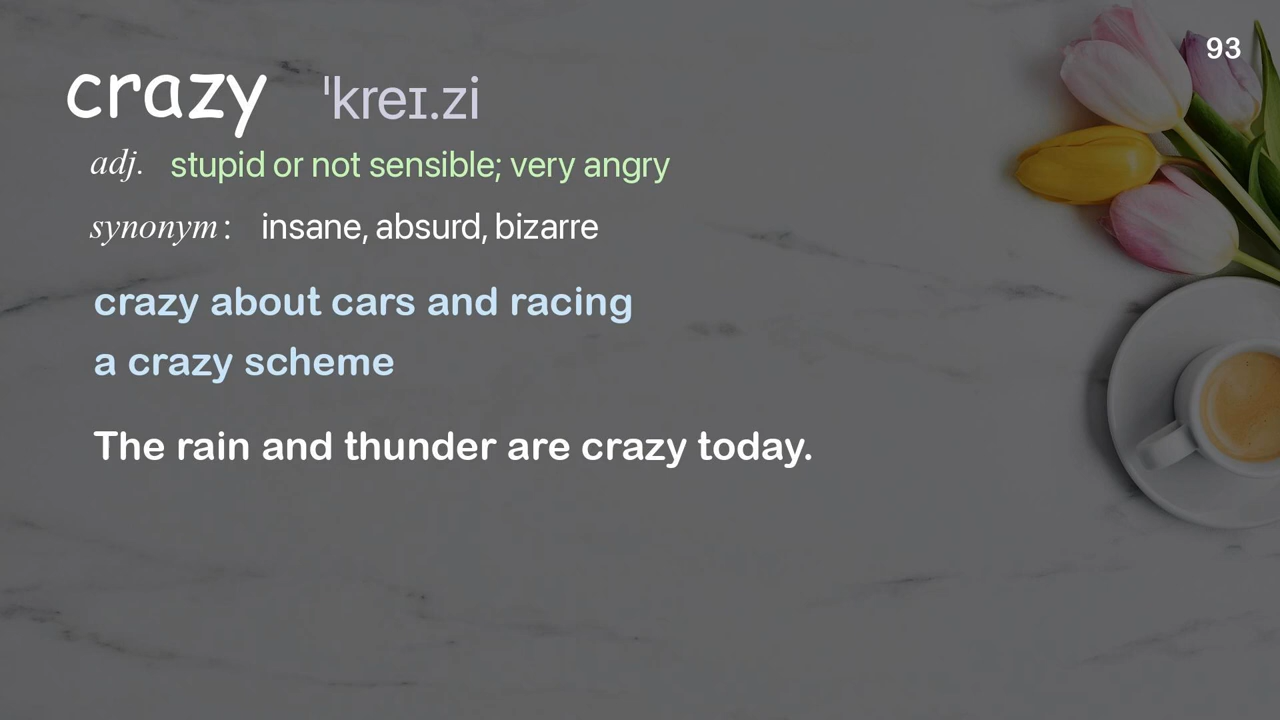 93
crazy ˈkreɪ.zi
adj. stupid or not sensible; very angry
synonym: insane, absurd, bizarre
crazy about cars and racing
a crazy scheme
The rain and thunder are crazy today.